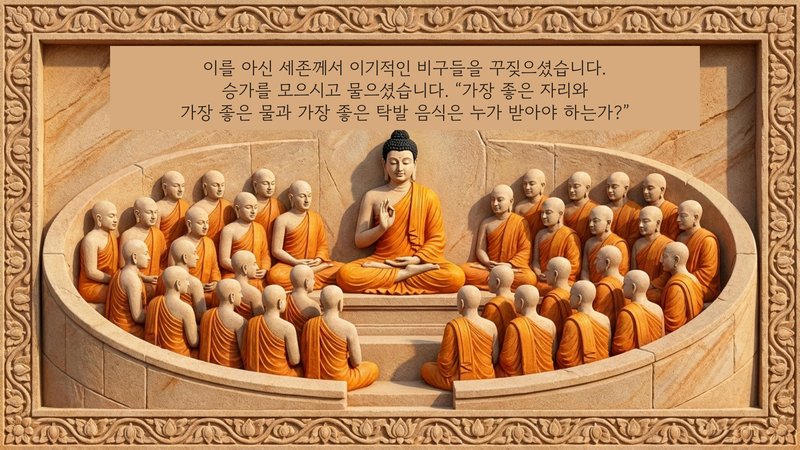 이를 아신 세존께서 이기적인 비구들을 꾸짖으셨습니다.
승가를 모으시고 물으셨습니다. “가장 좋은 자리와
가장 좋은 물과 가장 좋은 탁발 음식은 누가 받아야 하는가?”